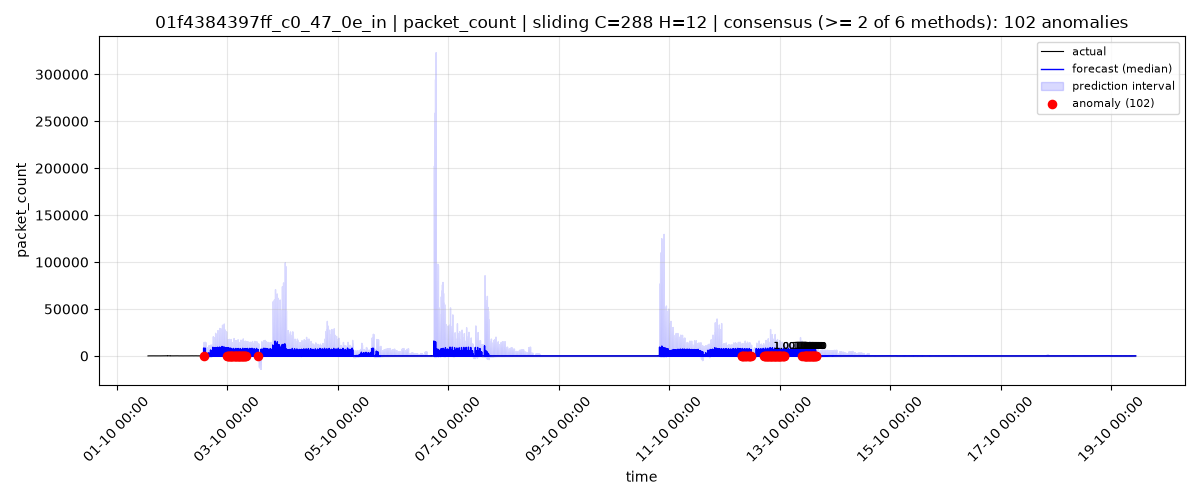 01f4384397ff_c0_47_0e_in | packet_count | sliding C=288 H=12 | consensus (>= 2 of 6 methods): 102 anomalies
actual
forecast (median)
prediction interval
anomaly (102)
packet_count
300000
250000
200000
150000
100000
50000
0
01-10 00:00
03-10 00:00
05-10 00:00
07-10 00:00
09-10 00:00
11-10 00:00
13-10 00:00
15-10 00:00
17-10 00:00
19-10 00:00
time